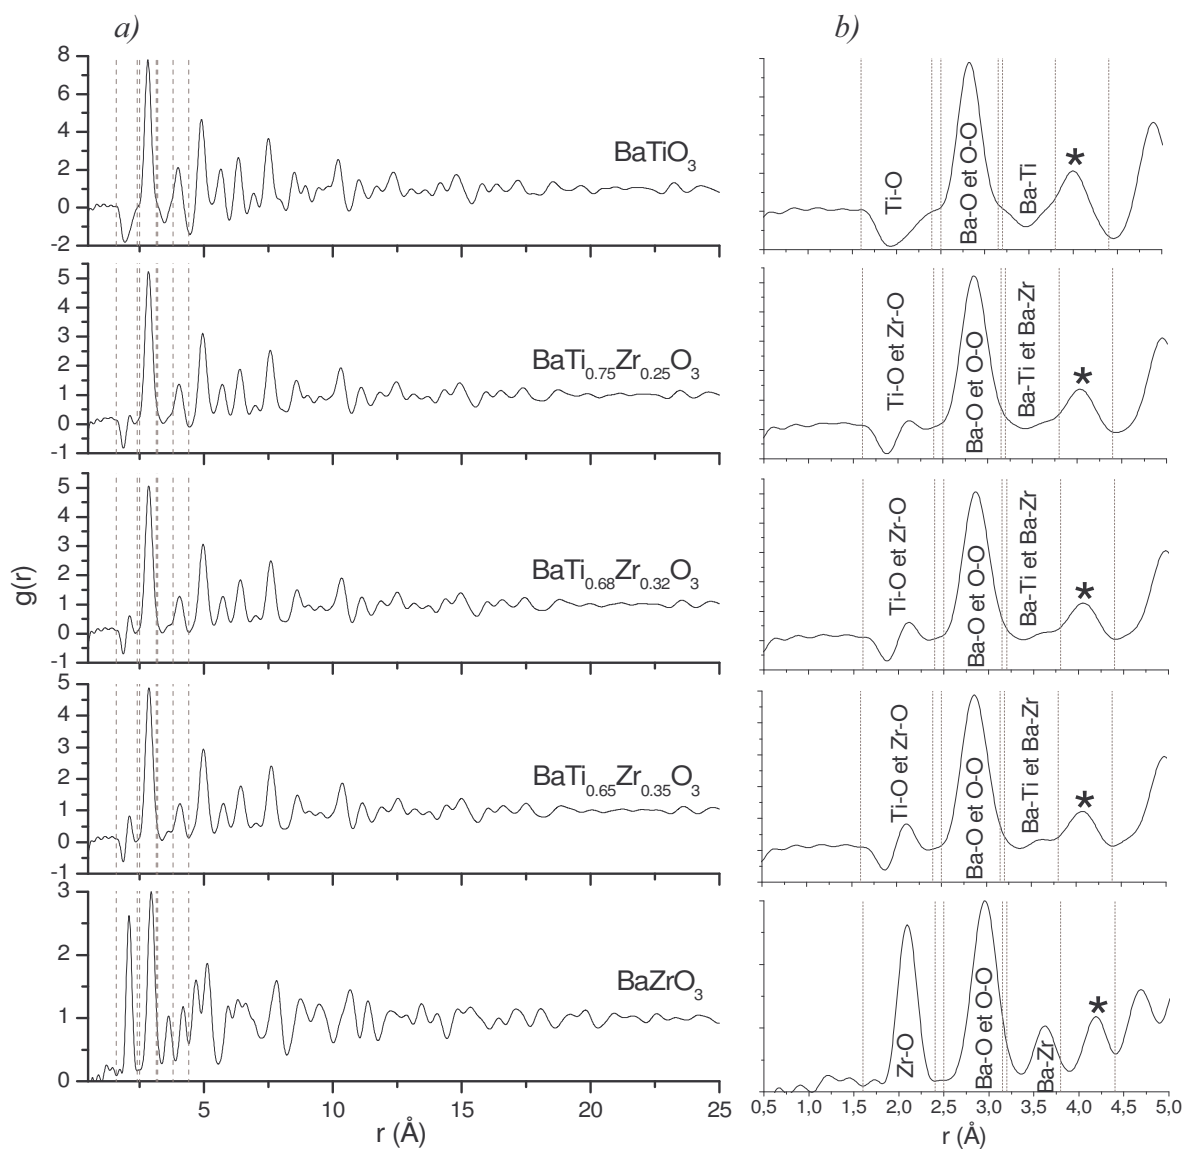 a)
b)
g(r)
8
6
4
2
0
-2
BaTiO3
Ti-O
Ba-O et O-O
Ba-Ti
*
5
4
3
2
1
0
-1
BaTi0.75Zr0.25O3
Ti-O et Zr-O
Ba-O et O-O
Ba-Ti et Ba-Zr
*
5
4
3
2
1
0
-1
BaTi0.68Zr0.32O3
Ti-O et Zr-O
Ba-O et O-O
Ba-Ti et Ba-Zr
*
5
4
3
2
1
0
-1
BaTi0.65Zr0.35O3
Ti-O et Zr-O
Ba-O et O-O
Ba-Ti et Ba-Zr
*
3
2
1
0
BaZrO3
Zr-O
Ba-O et O-O
Ba-Zr
*
5 10 15 20 25
r (Å)
0,5 1,0 1,5 2,0 2,5 3,0 3,5 4,0 4,5 5,0
r (Å)